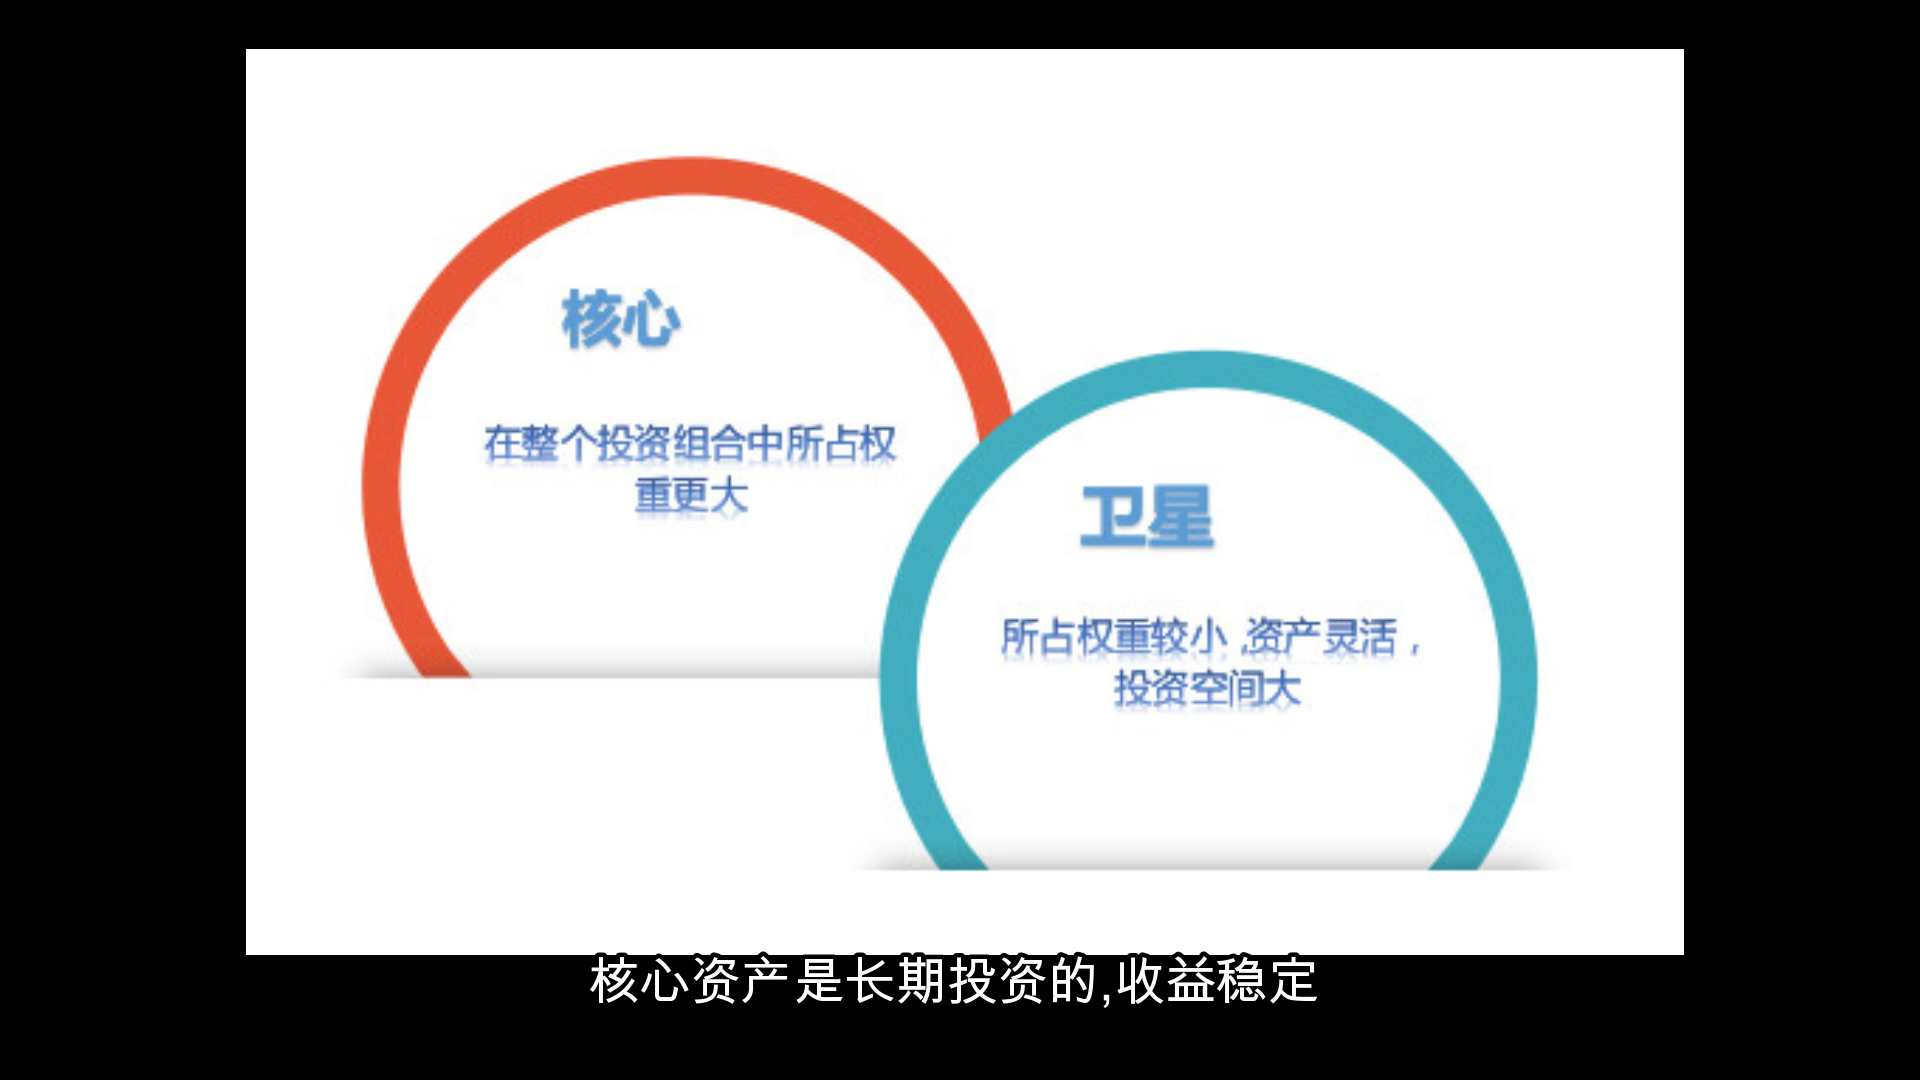 核心
在整个投资组合中所占权
重更大
卫星
所占权重较小,资产灵活，
投资空间大
核心资产是长期投资的,收益稳定